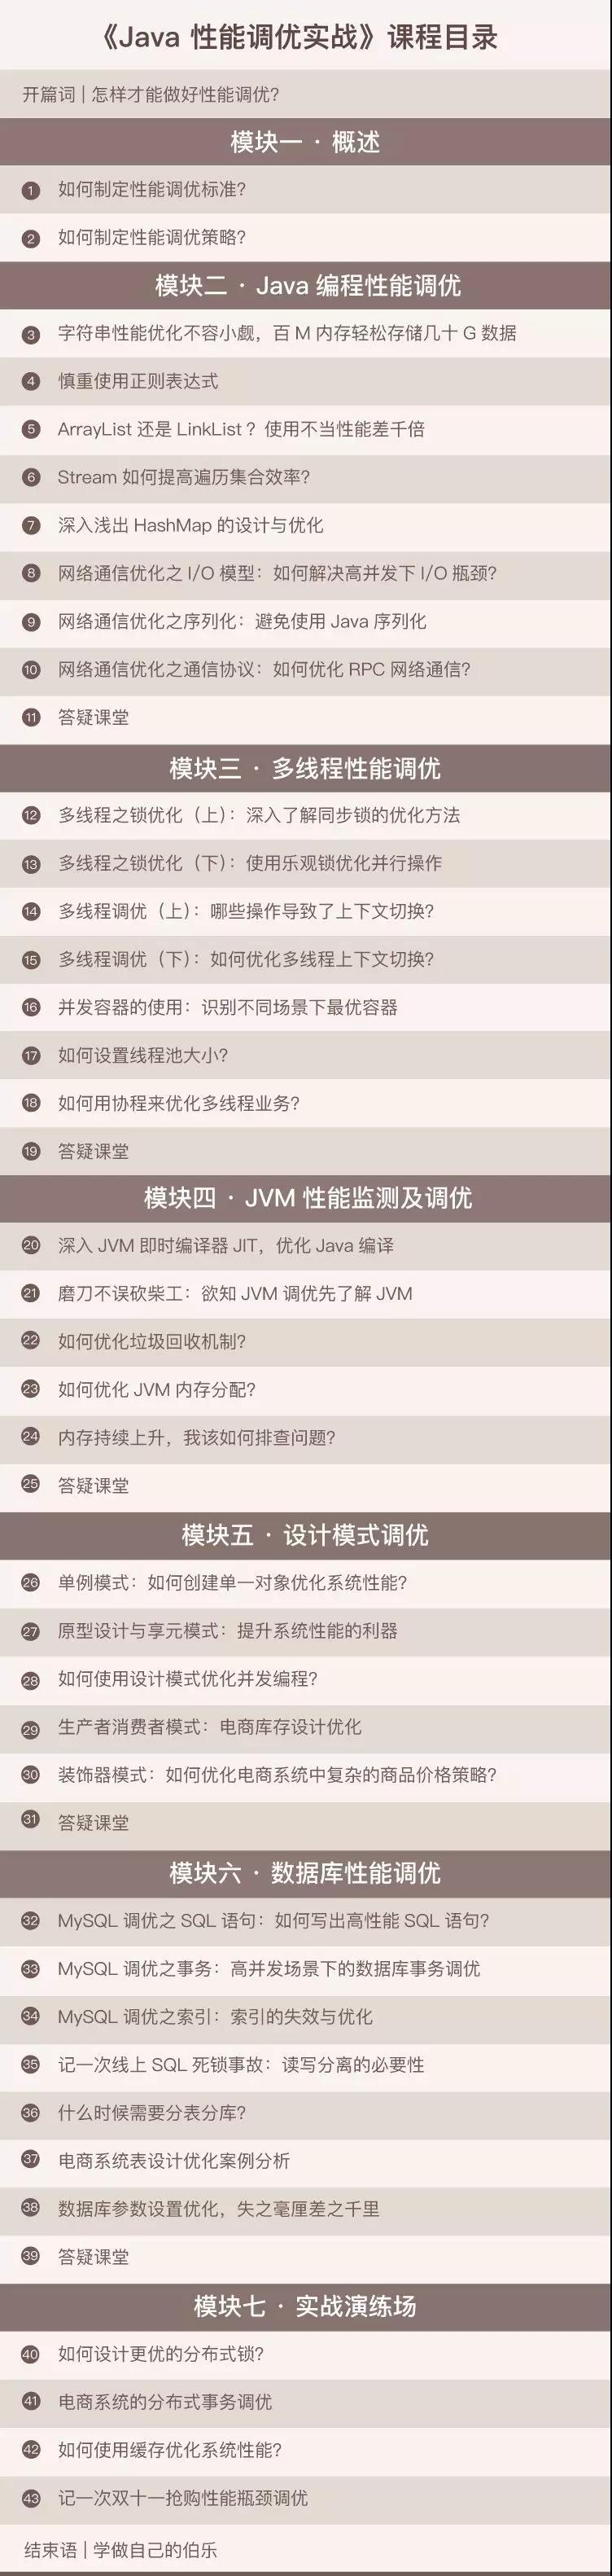 《Java 性能调优实战》课程目录
开篇词 | 怎样才能做好性能调优?
模块一 · 概述
1 如何制定性能调优标准?
2 如何制定性能调优策略?
模块二 · Java 编程性能调优
3 字符串性能优化不容小觑，百 M 内存轻松存储几十 G 数据
4 慎重使用正则表达式
5 ArrayList 还是 LinkList？使用不当性能差千倍
6 Stream 如何提高遍历集合效率?
7 深入浅出 HashMap 的设计与优化
8 网络通信优化之 I/O 模型：如何解决高并发下 I/O 瓶颈?
9 网络通信优化之序列化：避免使用 Java 序列化
10 网络通信优化之通信协议：如何优化 RPC 网络通信?
11 答疑课堂
模块三 · 多线程性能调优
12 多线程之锁优化（上）：深入了解同步锁的优化方法
13 多线程之锁优化（下）：使用乐观锁优化并行操作
14 多线程调优（上）：哪些操作导致了上下文切换?
15 多线程调优（下）：如何优化多线程上下文切换?
16 并发容器的使用：识别不同场景下最优容器
17 如何设置线程池大小?
18 如何用协程来优化多线程业务?
19 答疑课堂
模块四 · JVM 性能监测及调优
20 深入 JVM 即时编译器 JIT，优化 Java 编译
21 磨刀不误砍柴工：欲知 JVM 调优先了解 JVM
22 如何优化垃圾回收机制?
23 如何优化 JVM 内存分配?
24 内存持续上升，我该如何排查问题?
25 答疑课堂
模块五 · 设计模式调优
26 单例模式：如何创建单一对象优化系统性能?
27 原型设计与享元模式：提升系统性能的利器
28 如何使用设计模式优化并发编程?
29 生产者消费者模式：电商库存设计优化
30 装饰器模式：如何优化电商系统中复杂的商品价格策略?
31 答疑课堂
模块六 · 数据库性能调优
32 MySQL 调优之 SQL 语句：如何写出高性能 SQL 语句?
33 MySQL 调优之事务：高并发场景下的数据库事务调优
34 MySQL 调优之索引：索引的失效与优化
35 记一次线上 SQL 死锁事故：读写分离的必要性
36 什么时候需要分表分库?
37 电商系统表设计优化案例分析
38 数据库参数设置优化，失之毫厘差之千里
39 答疑课堂
模块七 · 实战演练场
40 如何设计更优的分布式锁?
41 电商系统的分布式事务调优
42 如何使用缓存优化系统性能?
43 记一次双十一抢购性能瓶颈调优
结束语 | 学做自己的伯乐